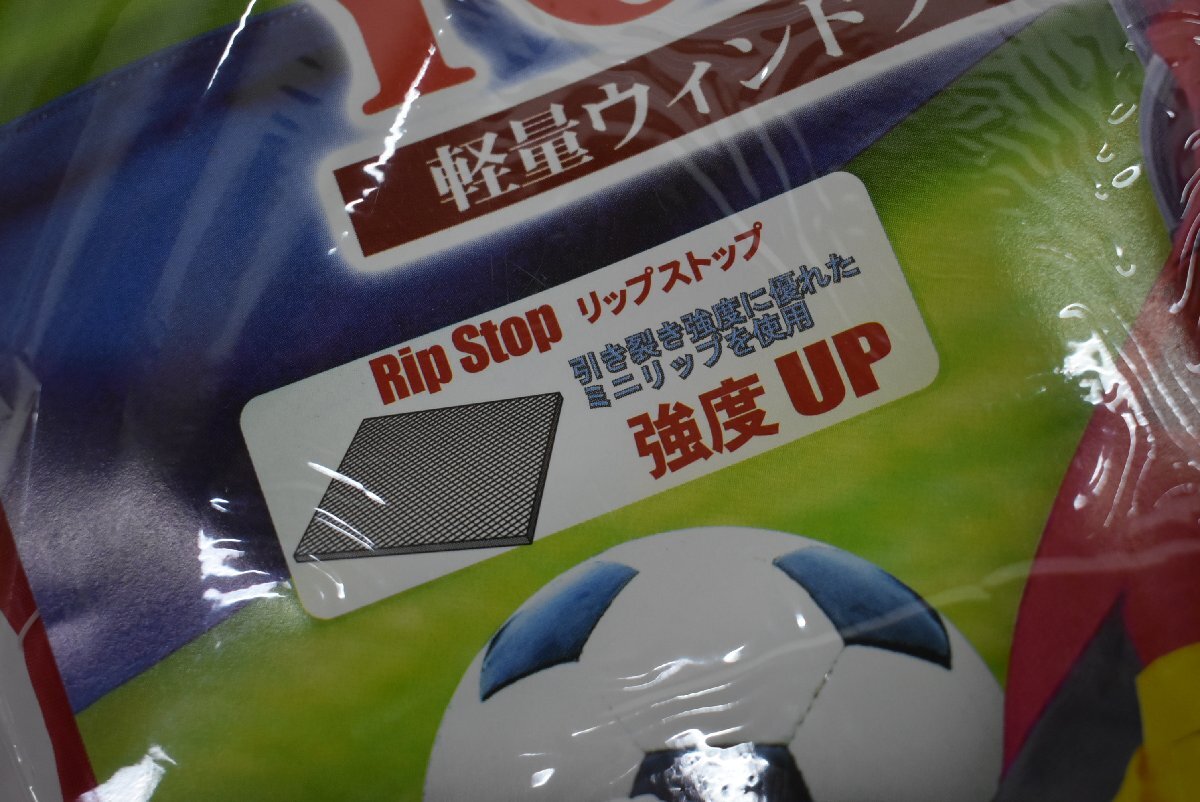 軽量ウィンド
Rip Stop リップストップ
引き裂き強度に優れた
ミニリップを使用
強度 UP